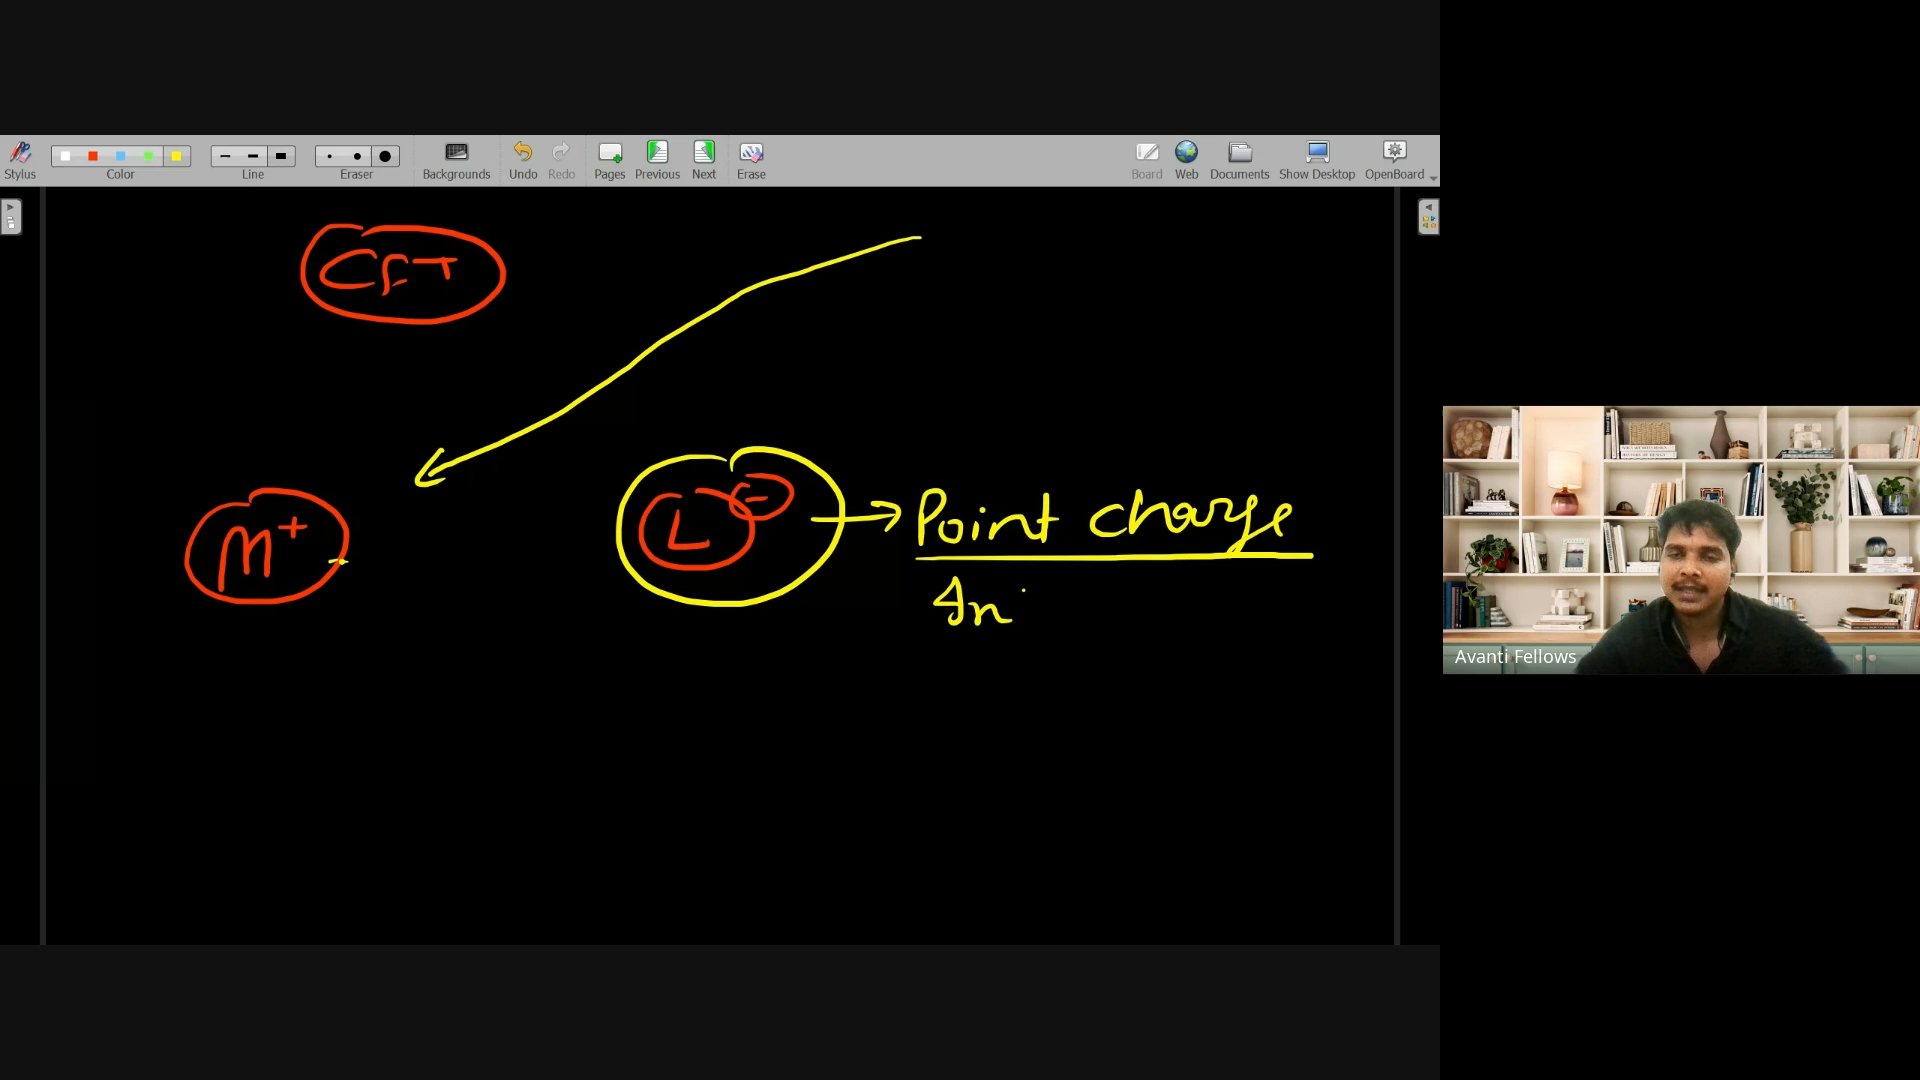 Stylus Color Line Eraser Backgrounds Undo Redo Pages Previous Next Erase Board Web Documents Show Desktop OpenBoard
CFT
M+ L- → Point charge
In
Avanti Fellows